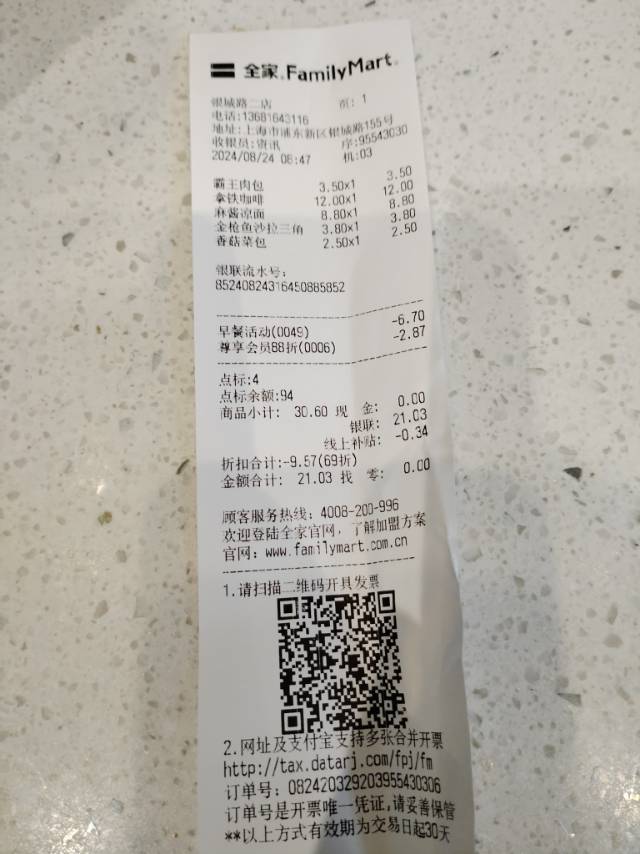 全家 FamilyMart
银城路二店 页: 1
电话:13681643116
地址:上海市浦东新区银城路155号
收银员:资讯 序:95543030
2024/08/24 08:47 机:03
霸王肉包 3.50x1 3.50
拿铁咖啡 12.00x1 12.00
麻酱凉面 8.80x1 8.80
金枪鱼沙拉三角 3.80x1 3.80
香菇菜包 2.50x1 2.50
银联流水号:
85240824316450885852
早餐活动(0049) -6.70
尊享会员88折(0006) -2.87
点标:4
点标余额:94
商品小计: 30.60 现 金: 0.00
银联: 21.03
线上补贴: -0.34
折扣合计:-9.57(69折)
金额合计: 21.03 找 零: 0.00
顾客服务热线: 4008-200-996
欢迎登陆全家官网, 了解加盟方案
官网: www.familymart.com.cn
1.请扫描二维码开具发票
2.网址及支付宝支持多张合并开票
http://tax.datarj.com/fpj/fm
订单号: 082420329203955430306
订单号是开票唯一凭证,请妥善保管
**以上方式有效期为交易日起30天